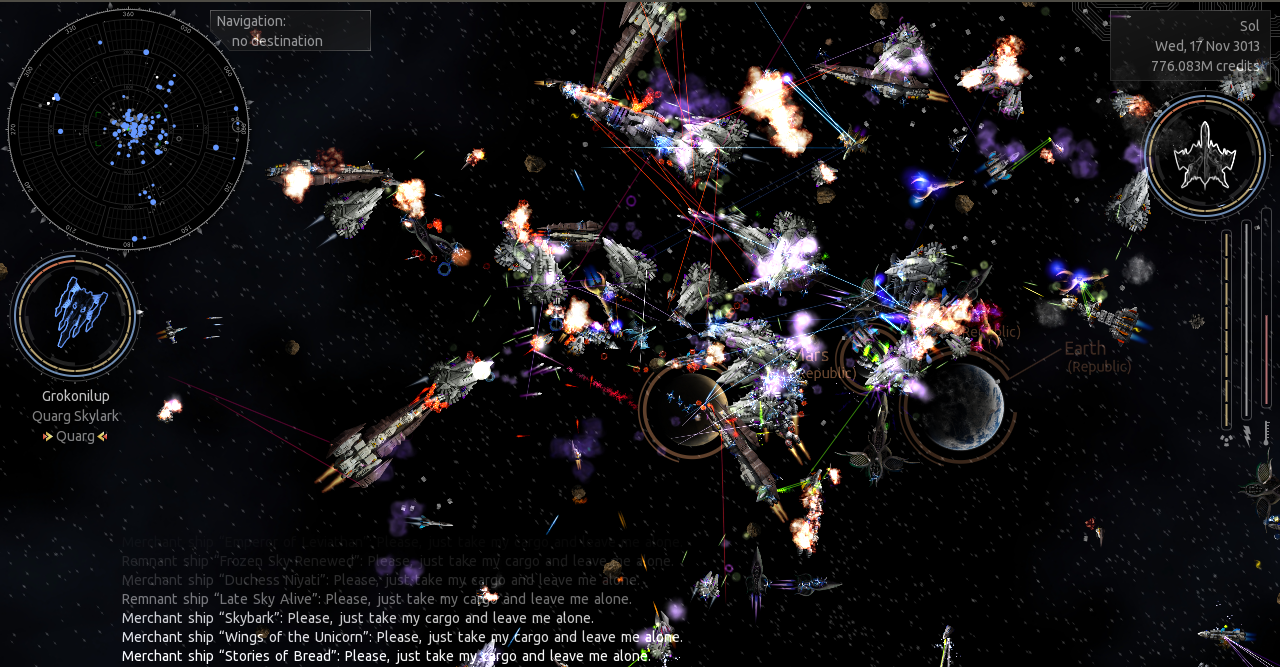 Navigation:
no destination
Sol
Wed, 17 Nov 3013
776.083M credits
(Republic)
Earth
(Republic)
Mars
(Republic)
Grokonilup
Quarg Skylark
Quarg
Remnant ship “Frozen Sky Renewed”: Please, just take my cargo and leave me alone.
Merchant ship “Duchess Niyati”: Please, just take my cargo and leave me alone.
Remnant ship “Late Sky Alive”: Please, just take my cargo and leave me alone.
Merchant ship “Skybark”: Please, just take my cargo and leave me alone.
Merchant ship “Wings of the Unicorn”: Please, just take my cargo and leave me alone.
Merchant ship “Stories of Bread”: Please, just take my cargo and leave me alone.